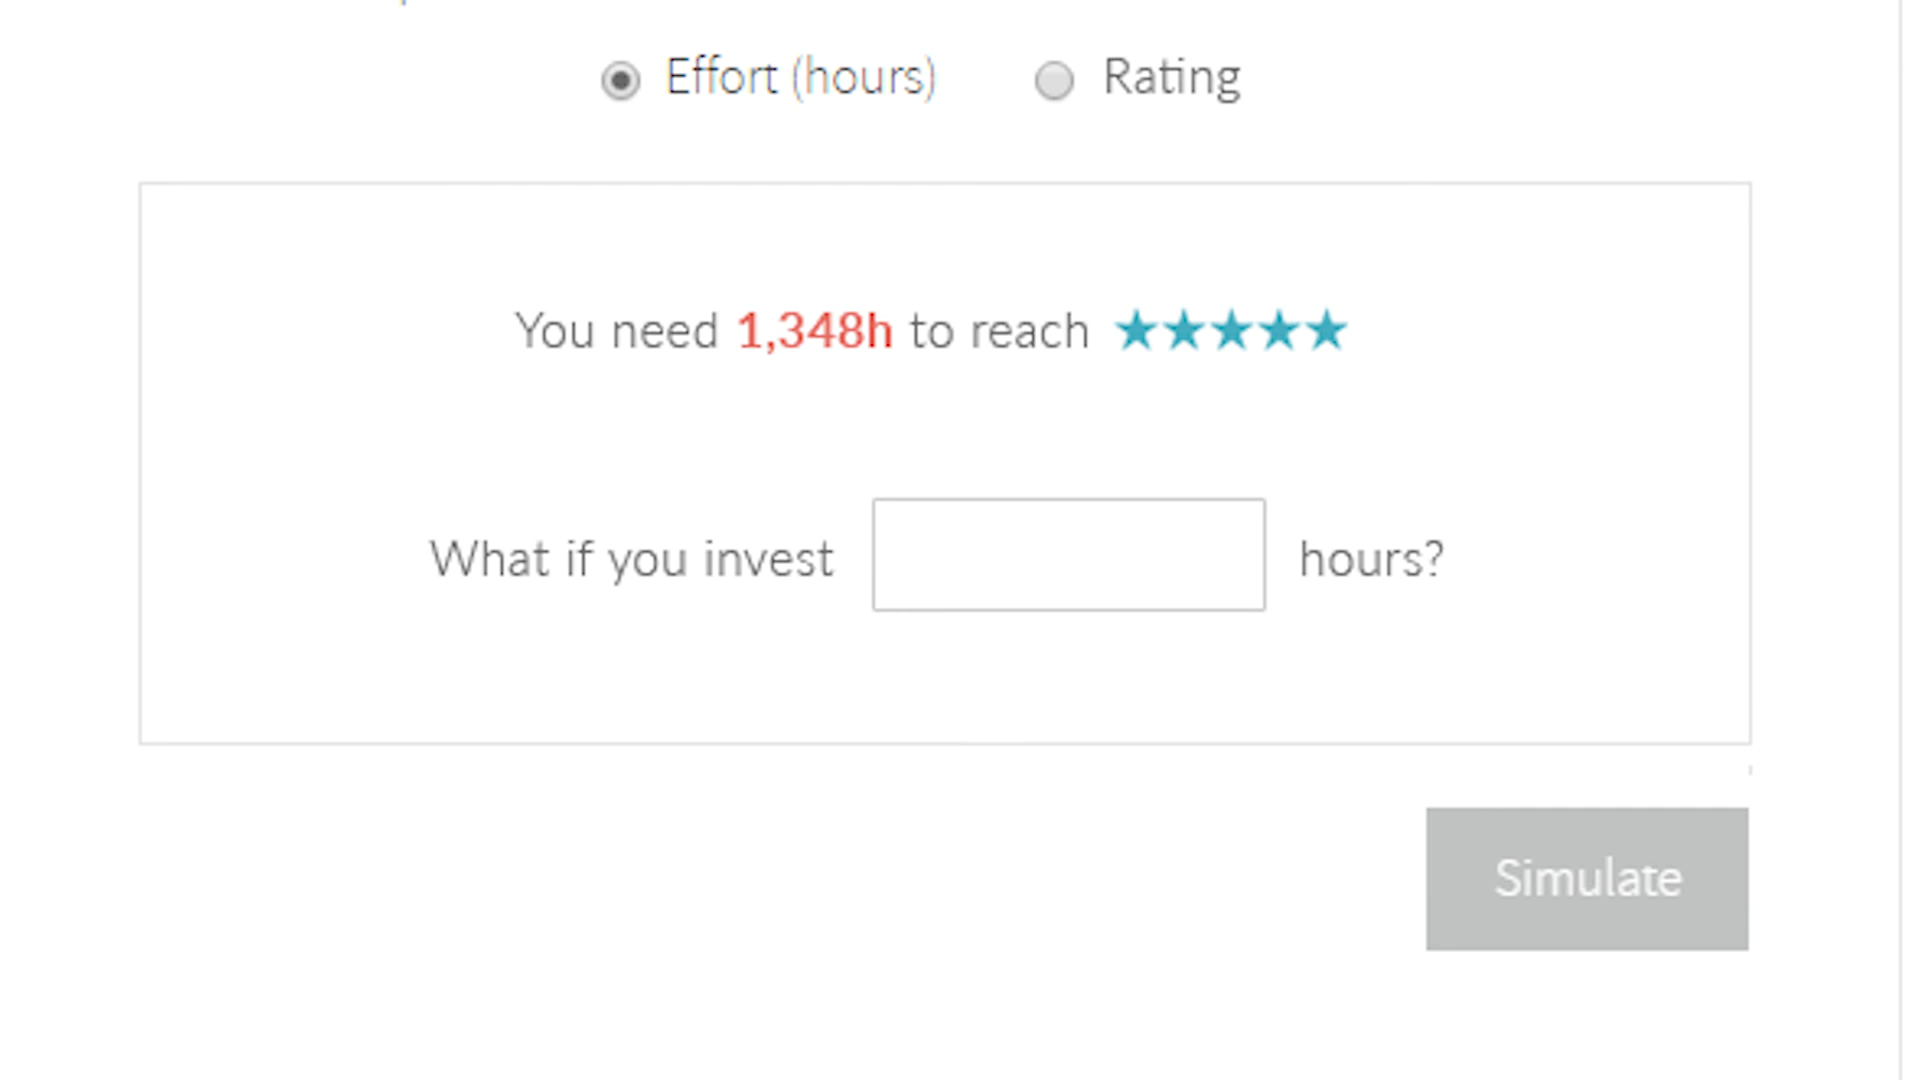 Effort (hours) Rating
You need 1,348h to reach ★★★★★
What if you invest hours?
Simulate